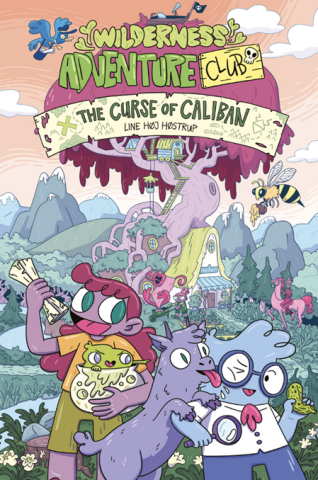 WILDERNESS
ADVENTURE
CLUB
THE CURSE OF CALIBAN
LINE HØJ HØSTRUP